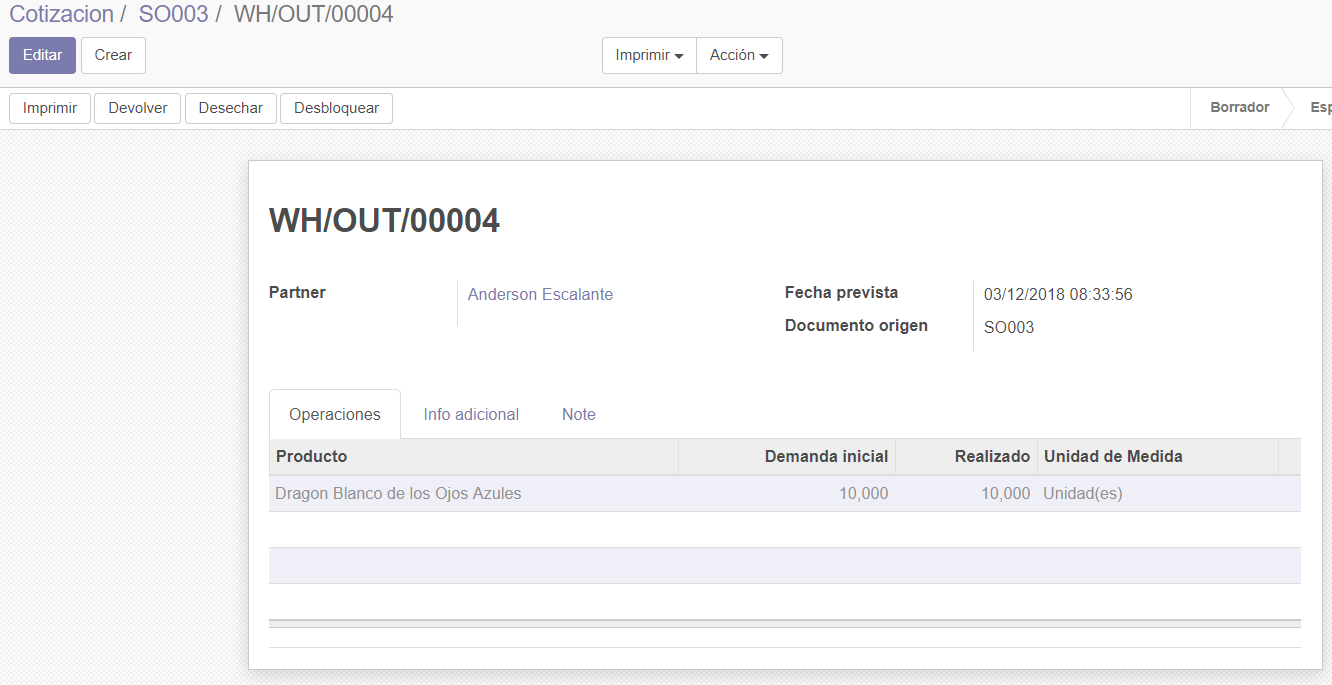 Cotizacion / SO003 / WH/OUT/00004
Editar Crear Imprimir Acción
Imprimir Devolver Desechar Desbloquear Borrador Esp
WH/OUT/00004
Partner Anderson Escalante Fecha prevista 03/12/2018 08:33:56
Documento origen SO003
Operaciones Info adicional Note
Producto Demanda inicial Realizado Unidad de Medida
Dragon Blanco de los Ojos Azules 10,000 10,000 Unidad(es)